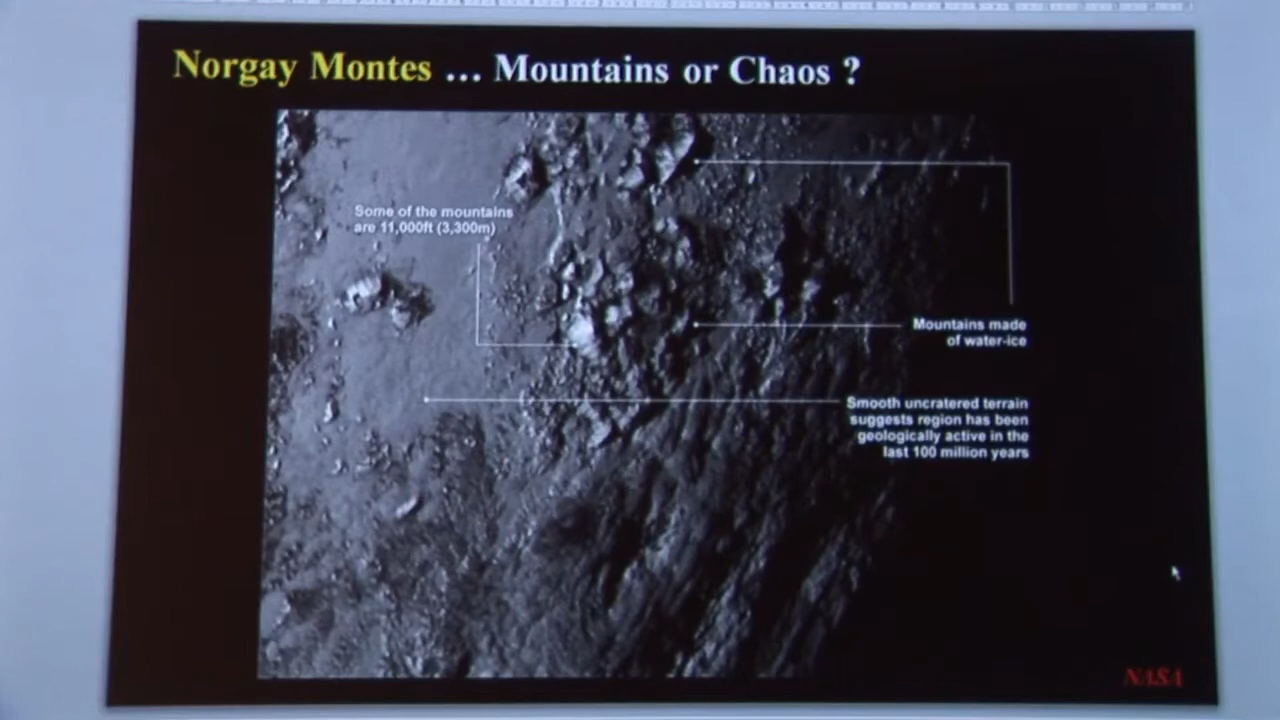 Norgay Montes ... Mountains or Chaos ?
Some of the mountains
are 11,000ft (3,300m)
Mountains made
of water-ice
Smooth uncratered terrain
suggests region has been
geologically active in the
last 100 million years
NASA